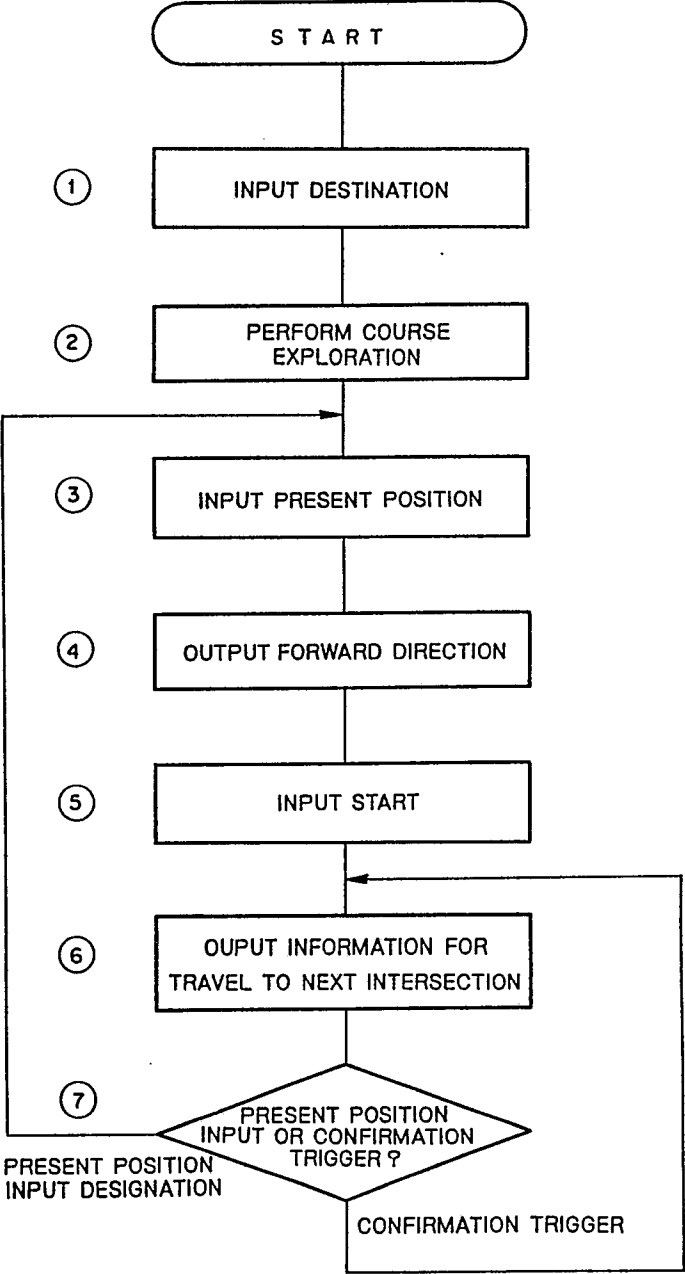 START
1
INPUT DESTINATION
2
PERFORM COURSE
EXPLORATION
3
INPUT PRESENT POSITION
4
OUTPUT FORWARD DIRECTION
5
INPUT START
6
OUPUT INFORMATION FOR
TRAVEL TO NEXT INTERSECTION
7
PRESENT POSITION
INPUT OR CONFIRMATION
TRIGGER?
PRESENT POSITION
INPUT DESIGNATION
CONFIRMATION TRIGGER